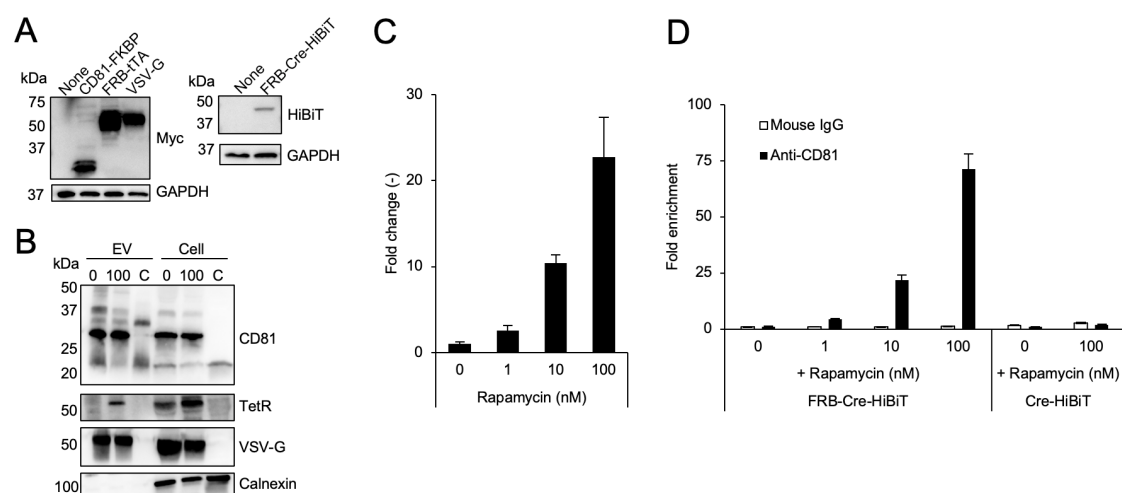 A
kDa
None
CD81-FKBP
FRB-tTA
VSV-G
75
50
37
Myc
37
GAPDH
kDa
None
FRB-Cre-HiBiT
50
37
HiBiT
37
GAPDH
B
EV Cell
kDa
0 100 C 0 100 C
50
37
25
20
CD81
50
TetR
50
VSV-G
100
Calnexin
C
Fold change (-)
30
20
10
0
0 1 10 100
Rapamycin (nM)
D
Fold enrichment
100
75
50
25
0
Mouse IgG
Anti-CD81
0 1 10 100 0 100
+ Rapamycin (nM) + Rapamycin (nM)
FRB-Cre-HiBiT Cre-HiBiT